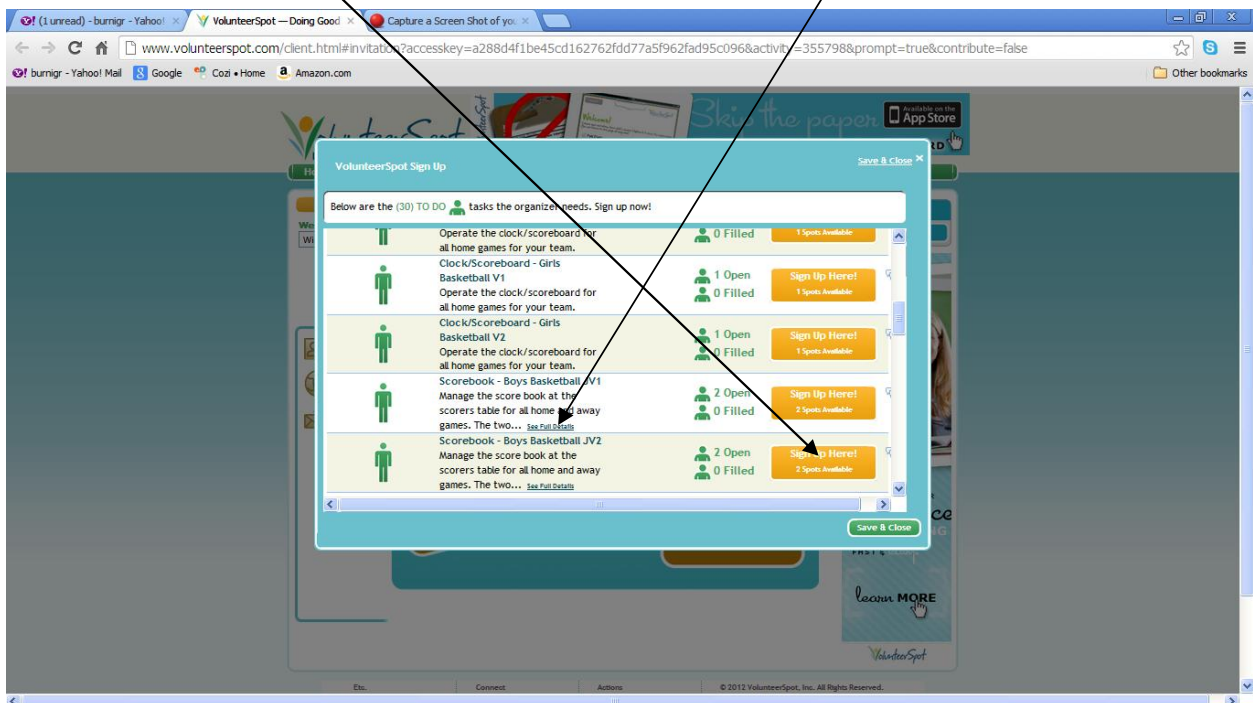 (1 unread) - burnigr - Yahoo!
VolunteerSpot — Doing Good
Capture a Screen Shot of you
www.volunteerspot.com/client.html#invitation?accesskey=a288d4f1be45cd162762fdd77a5f962fad95c096&activity=355798&prompt=true&contribute=false
burnigr - Yahoo! Mail
Google
Cozi • Home
Amazon.com
Other bookmarks
Skip the paper
Available on the
App Store
VolunteerSpot Sign Up
Save & Close
Below are the (30) TO DO tasks the organizer needs. Sign up now!
Operate the clock/scoreboard for
all home games for your team.
0 Filled
1 Spots Available
Clock/Scoreboard - Girls
Basketball V1
Operate the clock/scoreboard for
all home games for your team.
1 Open
0 Filled
Sign Up Here!
1 Spots Available
Clock/Scoreboard - Girls
Basketball V2
Operate the clock/scoreboard for
all home games for your team.
1 Open
0 Filled
Sign Up Here!
1 Spots Available
Scorebook - Boys Basketball JV1
Manage the score book at the
scorers table for all home and away
games. The two... See Full Details
2 Open
0 Filled
Sign Up Here!
2 Spots Available
Scorebook - Boys Basketball JV2
Manage the score book at the
scorers table for all home and away
games. The two... See Full Details
2 Open
0 Filled
Sign Up Here!
2 Spots Available
Save & Close
learn MORE
VolunteerSpot
Etc.
Connect
Actions
© 2012 VolunteerSpot, Inc. All Rights Reserved.